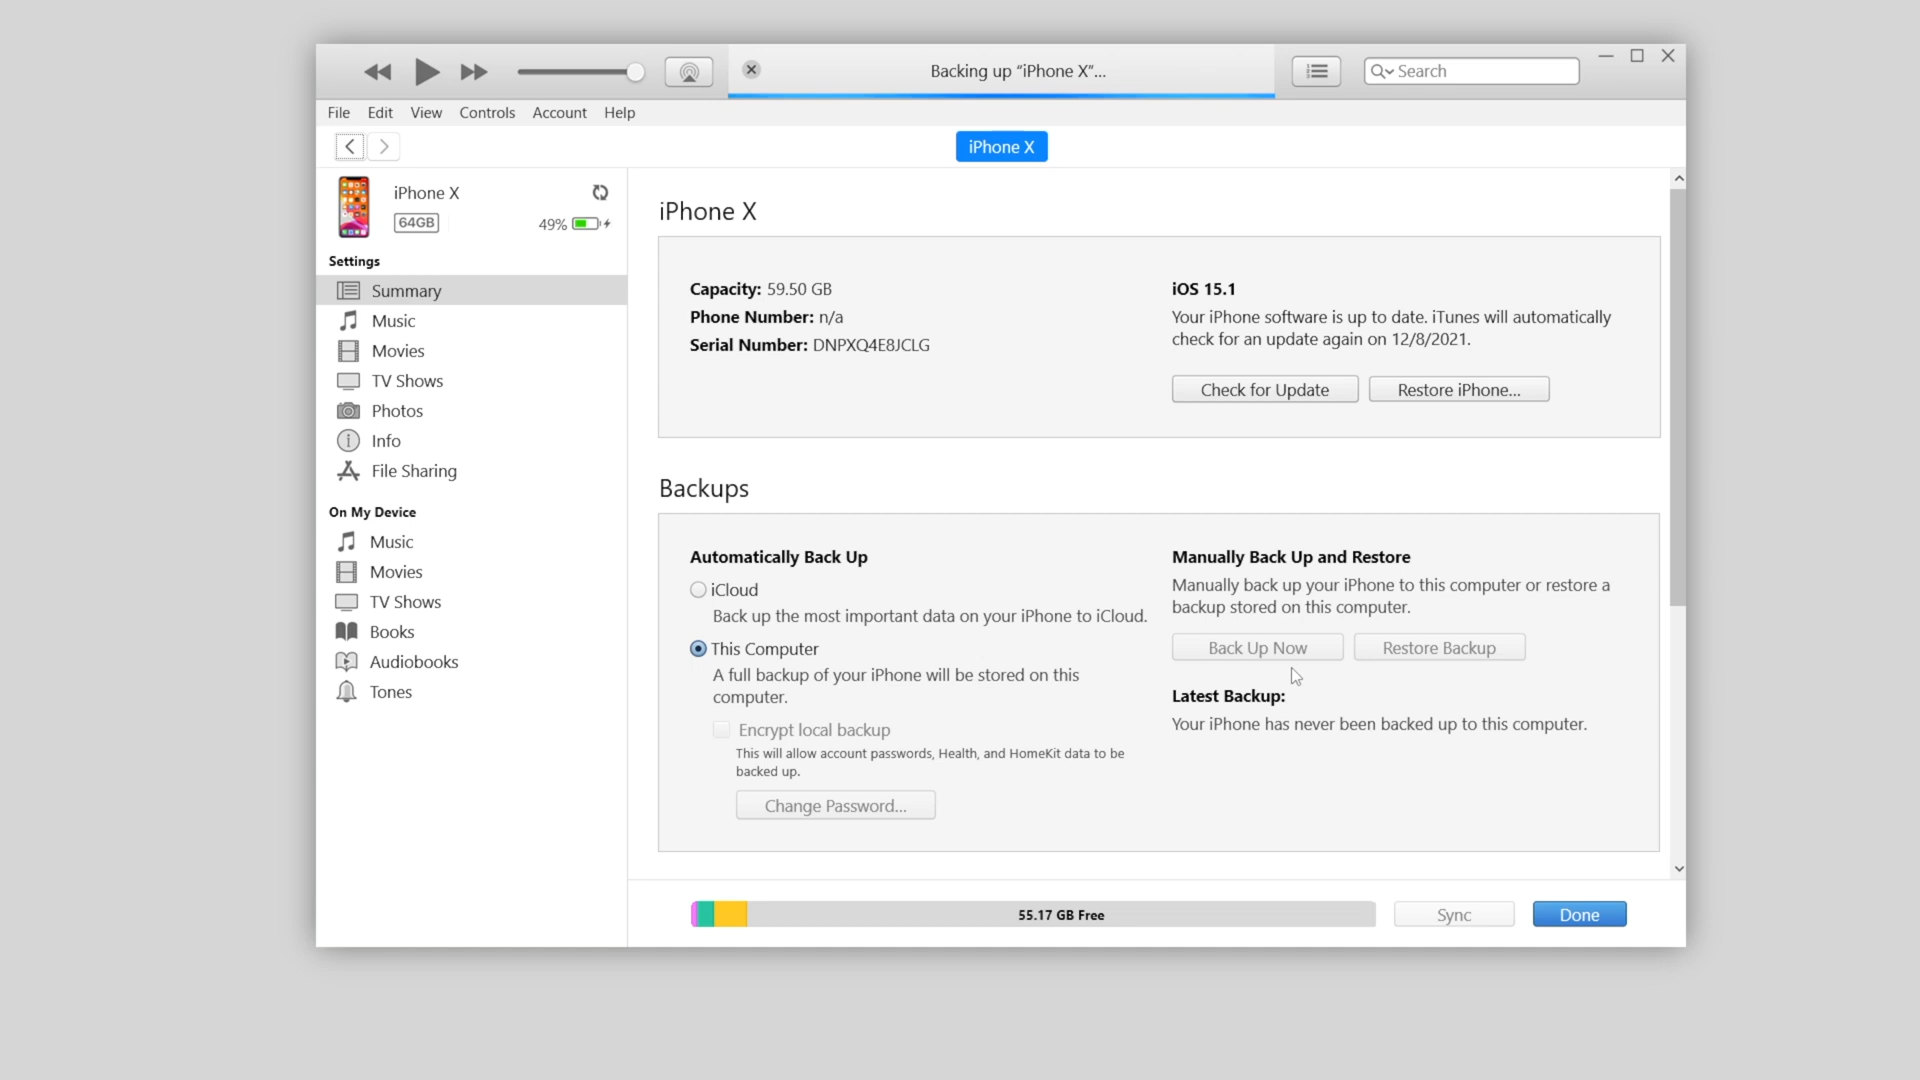 Backing up “iPhone X”...
Search
File Edit View Controls Account Help
iPhone X
iPhone X
64GB
49%
Settings
Summary
Music
Movies
TV Shows
Photos
Info
File Sharing
On My Device
Music
Movies
TV Shows
Books
Audiobooks
Tones
iPhone X
Capacity: 59.50 GB
Phone Number: n/a
Serial Number: DNPXQ4E8JCLG
iOS 15.1
Your iPhone software is up to date. iTunes will automatically
check for an update again on 12/8/2021.
Check for Update
Restore iPhone...
Backups
Automatically Back Up
iCloud
Back up the most important data on your iPhone to iCloud.
This Computer
A full backup of your iPhone will be stored on this
computer.
Encrypt local backup
This will allow account passwords, Health, and HomeKit data to be
backed up.
Change Password...
Manually Back Up and Restore
Manually back up your iPhone to this computer or restore a
backup stored on this computer.
Back Up Now
Restore Backup
Latest Backup:
Your iPhone has never been backed up to this computer.
55.17 GB Free
Sync
Done